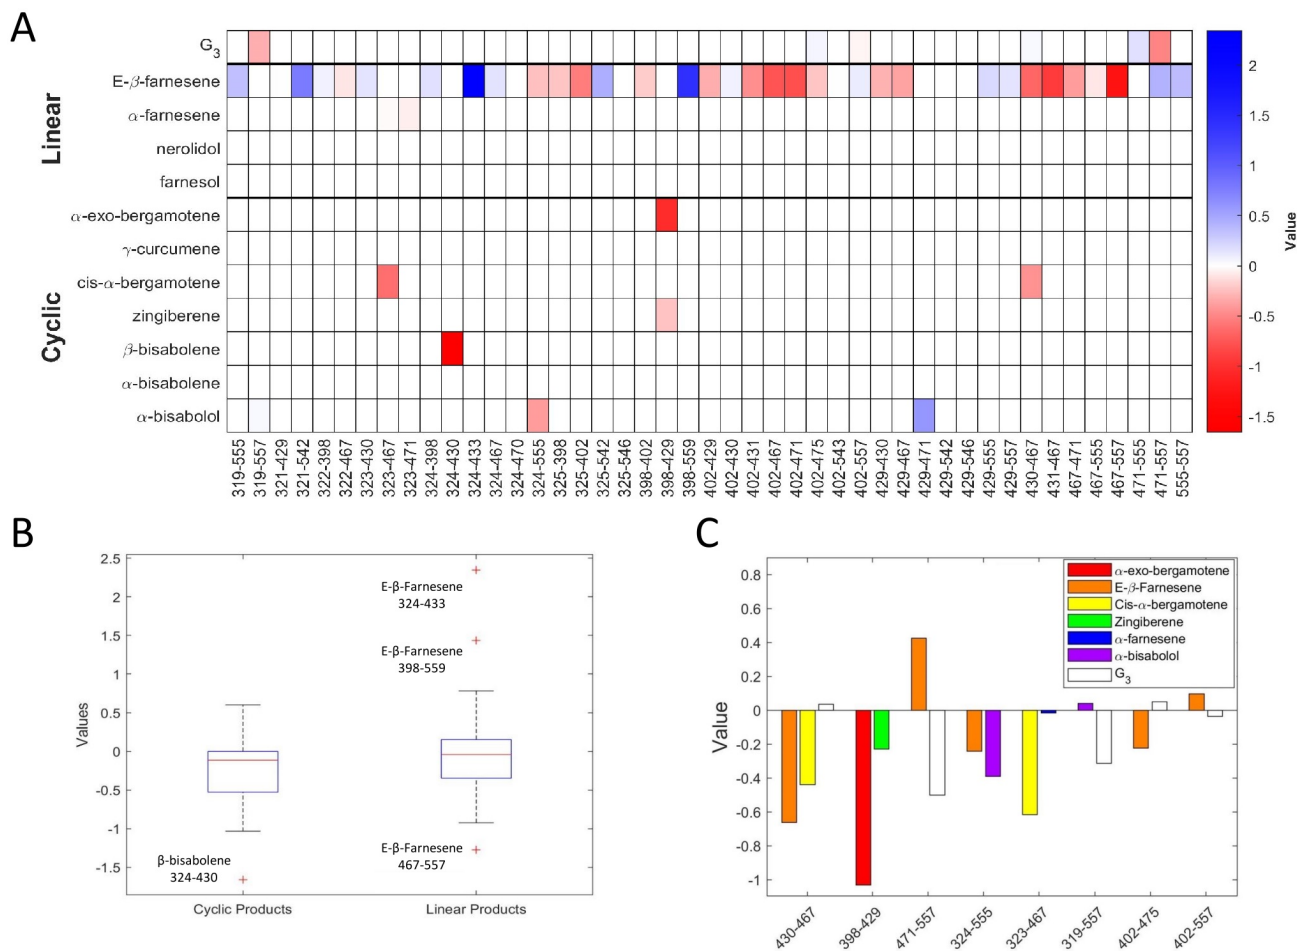 A
G3
E-β-farnesene
α-farnesene
nerolidol
farnesol
α-exo-bergamotene
γ-curcumene
cis-α-bergamotene
zingiberene
β-bisabolene
α-bisabolene
α-bisabolol
Linear
Cyclic
319-555
319-557
321-429
321-542
322-398
322-467
323-430
323-467
323-471
324-398
324-430
324-433
324-467
324-470
324-555
325-398
325-402
325-542
325-546
398-402
398-429
398-559
402-429
402-430
402-431
402-467
402-471
402-475
402-543
402-557
429-430
429-467
429-471
429-542
429-546
429-555
429-557
430-467
431-467
467-471
467-555
467-557
471-555
471-557
555-557
2
1.5
1
0.5
0
-0.5
-1
-1.5
Value
B
2.5
2
1.5
1
0.5
0
-0.5
-1
-1.5
Values
E-β-Farnesene
324-433
E-β-Farnesene
398-559
E-β-Farnesene
467-557
β-bisabolene
324-430
Cyclic Products
Linear Products
C
0.8
0.6
0.4
0.2
0
-0.2
-0.4
-0.6
-0.8
-1
Value
α-exo-bergamotene
E-β-Farnesene
Cis-α-bergamotene
Zingiberene
α-farnesene
α-bisabolol
G3
430-467
398-429
471-557
324-555
323-467
319-557
402-475
402-557